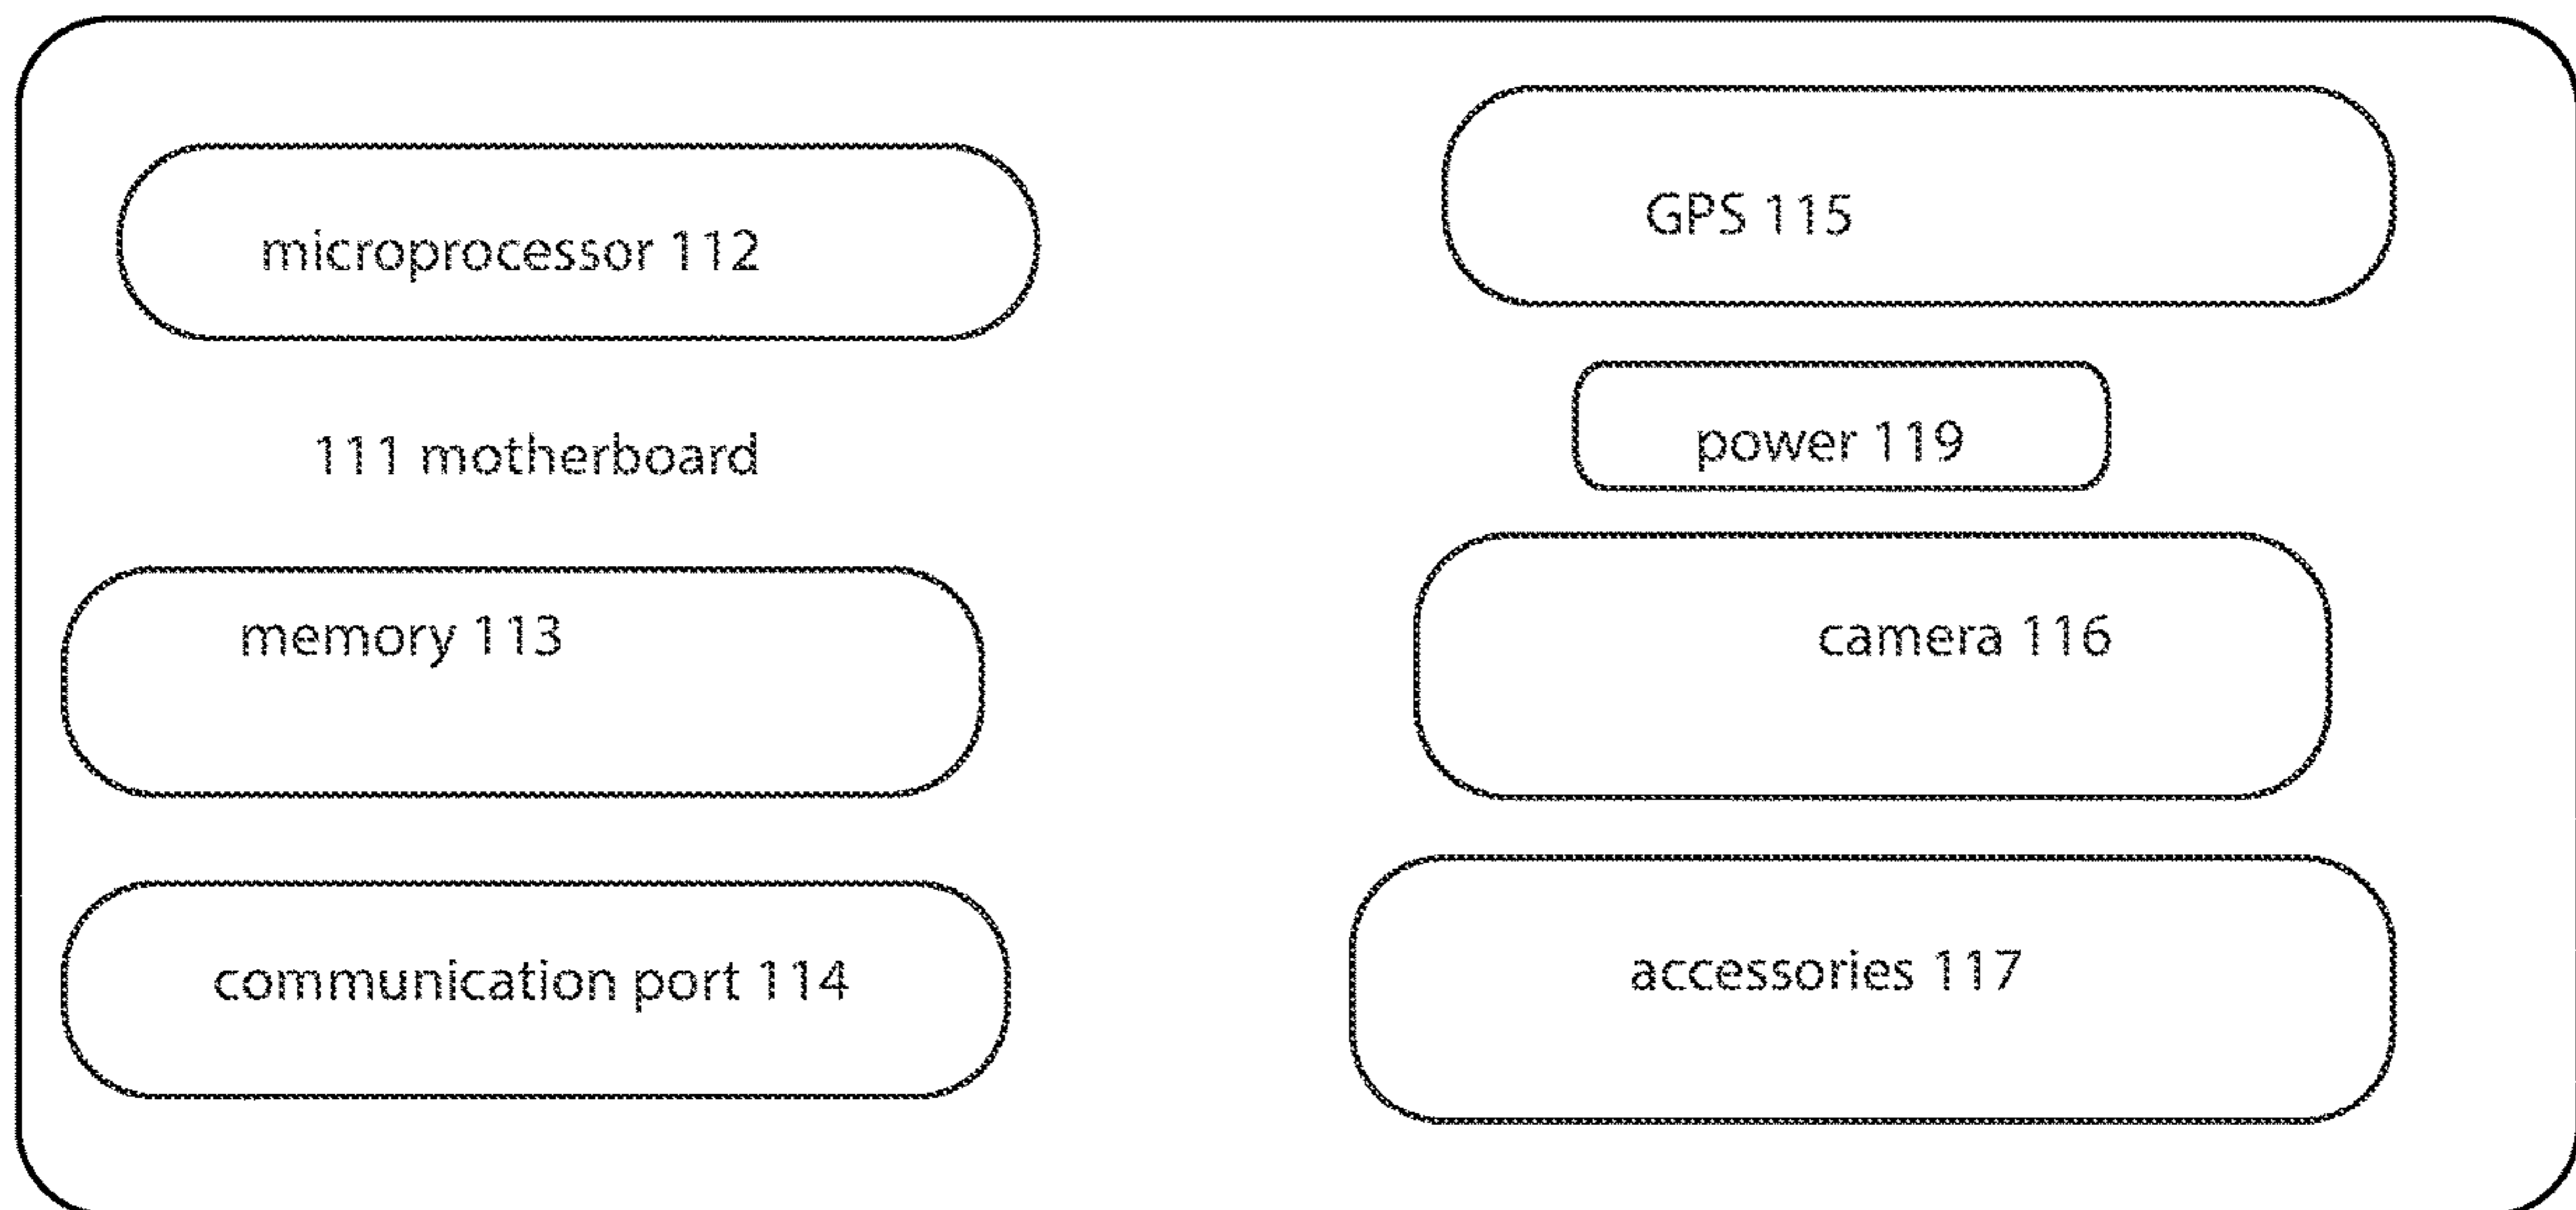 microprocessor 112
111 motherboard
memory 113
communication port 114
GPS 115
power 119
camera 116
accessories 117